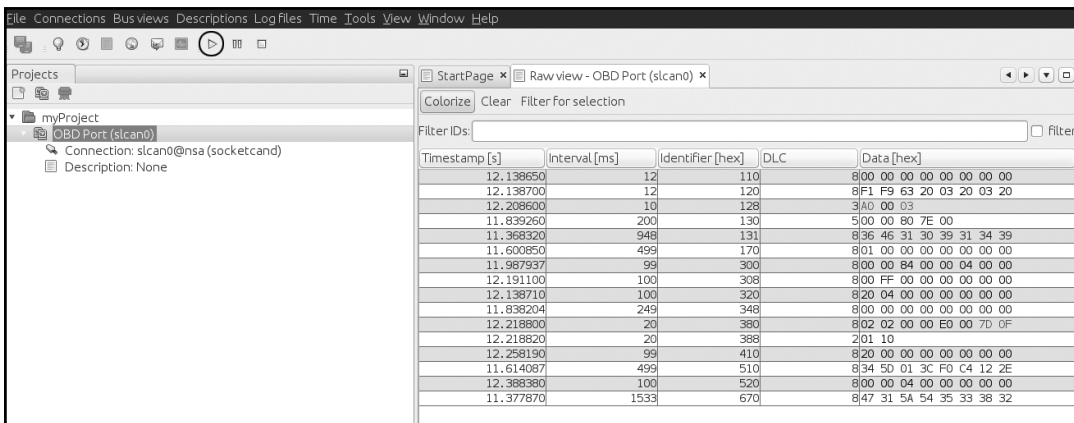 File Connections Bus views Descriptions Log files Time Tools View Window Help
Projects
myProject
OBD Port (slcan0)
Connection: slcan0@nsa (socketcand)
Description: None
StartPage Raw view - OBD Port (slcan0)
Colorize Clear Filter for selection
Filter IDs: filter
Timestamp [s] Interval [ms] Identifier [hex] DLC Data [hex]
12.138650 12 110 8 00 00 00 00 00 00 00 00
12.138700 12 120 8 F1 F9 63 20 03 20 03 20
12.208600 10 128 3 A0 00 03
11.839260 200 130 5 00 00 80 7E 00
11.368320 948 131 8 36 46 31 30 39 31 34 39
11.600850 499 170 8 01 00 00 00 00 00 00 00
11.987937 99 300 8 00 00 84 00 00 04 00 00
12.191100 100 308 8 00 FF 00 00 00 00 00 00
12.138710 100 320 8 20 04 00 00 00 00 00 00
11.838204 249 348 8 00 00 00 00 00 00 00 00
12.218800 20 380 8 02 02 00 00 E0 00 7D 0F
12.218820 20 388 2 01 10
12.258190 99 410 8 20 00 00 00 00 00 00 00
11.614087 499 510 8 34 5D 01 3C F0 C4 12 2E
12.388380 100 520 8 00 00 04 00 00 00 00 00
11.377870 1533 670 8 47 31 5A 54 35 33 38 32